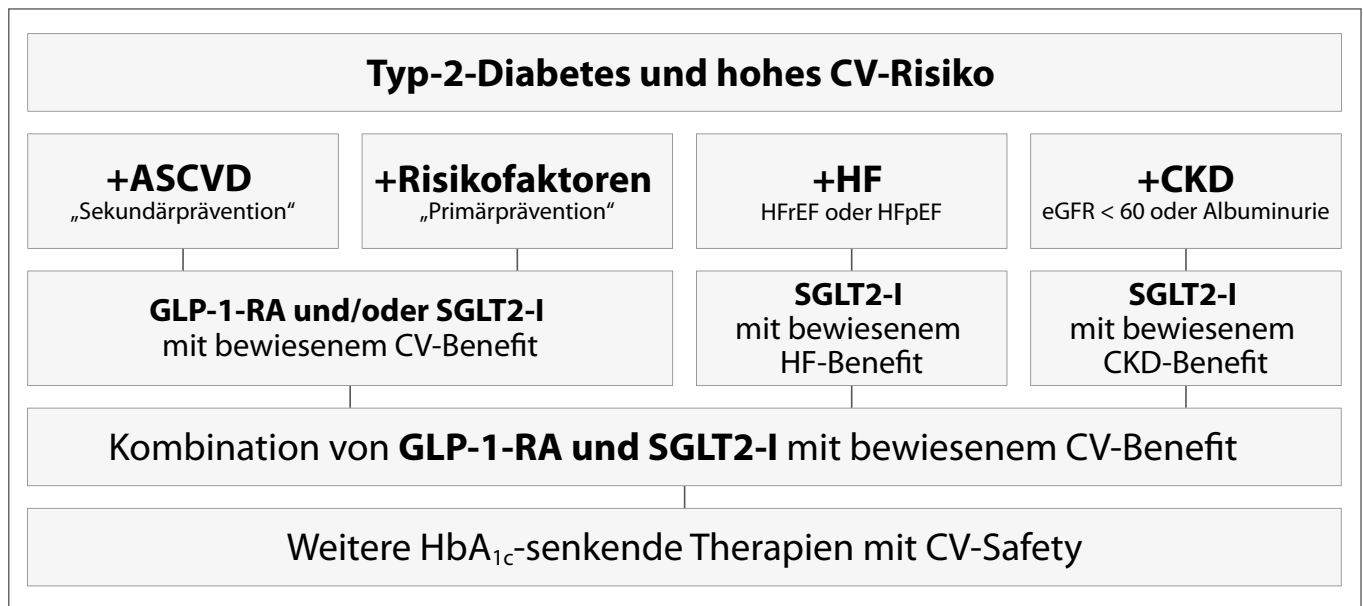 Typ-2-Diabetes und hohes CV-Risiko
+ASCVD
„Sekundärprävention“
+Risikofaktoren
„Primärprävention“
+HF
HFrEF oder HFpEF
+CKD
eGFR < 60 oder Albuminurie
GLP-1-RA und/oder SGLT2-I
mit bewiesenem CV-Benefit
SGLT2-I
mit bewiesenem
HF-Benefit
SGLT2-I
mit bewiesenem
CKD-Benefit
Kombination von GLP-1-RA und SGLT2-I mit bewiesenem CV-Benefit
Weitere HbA1c-senkende Therapien mit CV-Safety